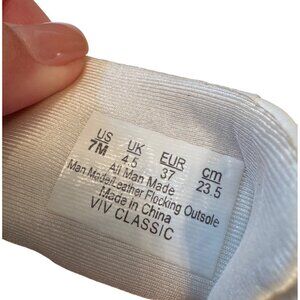 US UK EUR cm
7M 4.5 37 23.5
All Man Made
Man Made/Leather Flocking Outsole
Made in China
VIV CLASSIC